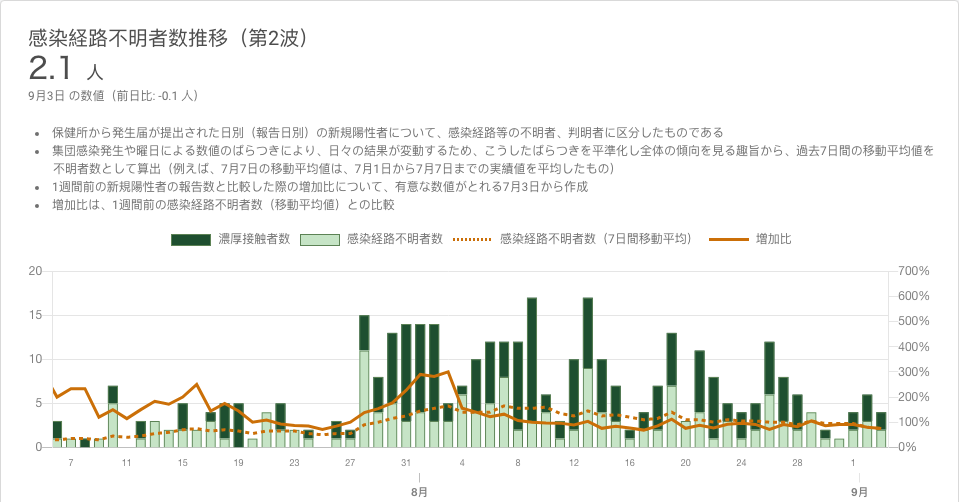 感染経路不明者数推移（第2波）
2.1 人
9月3日 の数値（前日比: -0.1 人）
• 保健所から発生届が提出された日別（報告日別）の新規陽性者について、感染経路等の不明者、判明者に区分したものである
• 集団感染発生や曜日による数値のばらつきにより、日々の結果が変動するため、こうしたばらつきを平準化し全体の傾向を見る趣旨から、過去7日間の移動平均値を
不明者数として算出（例えば、7月7日の移動平均値は、7月1日から7月7日までの実績値を平均したもの）
• 1週間前の新規陽性者の報告数と比較した際の増加比について、有意な数値がとれる7月3日から作成
• 増加比は、1週間前の感染経路不明者数（移動平均値）との比較
濃厚接触者数 感染経路不明者数 感染経路不明者数（7日間移動平均） 増加比
20 700%
600%
15 500%
400%
10 300%
5 200%
100%
0 0%
7 11 15 19 23 27 31 4 8 12 16 20 24 28 1
8月 9月